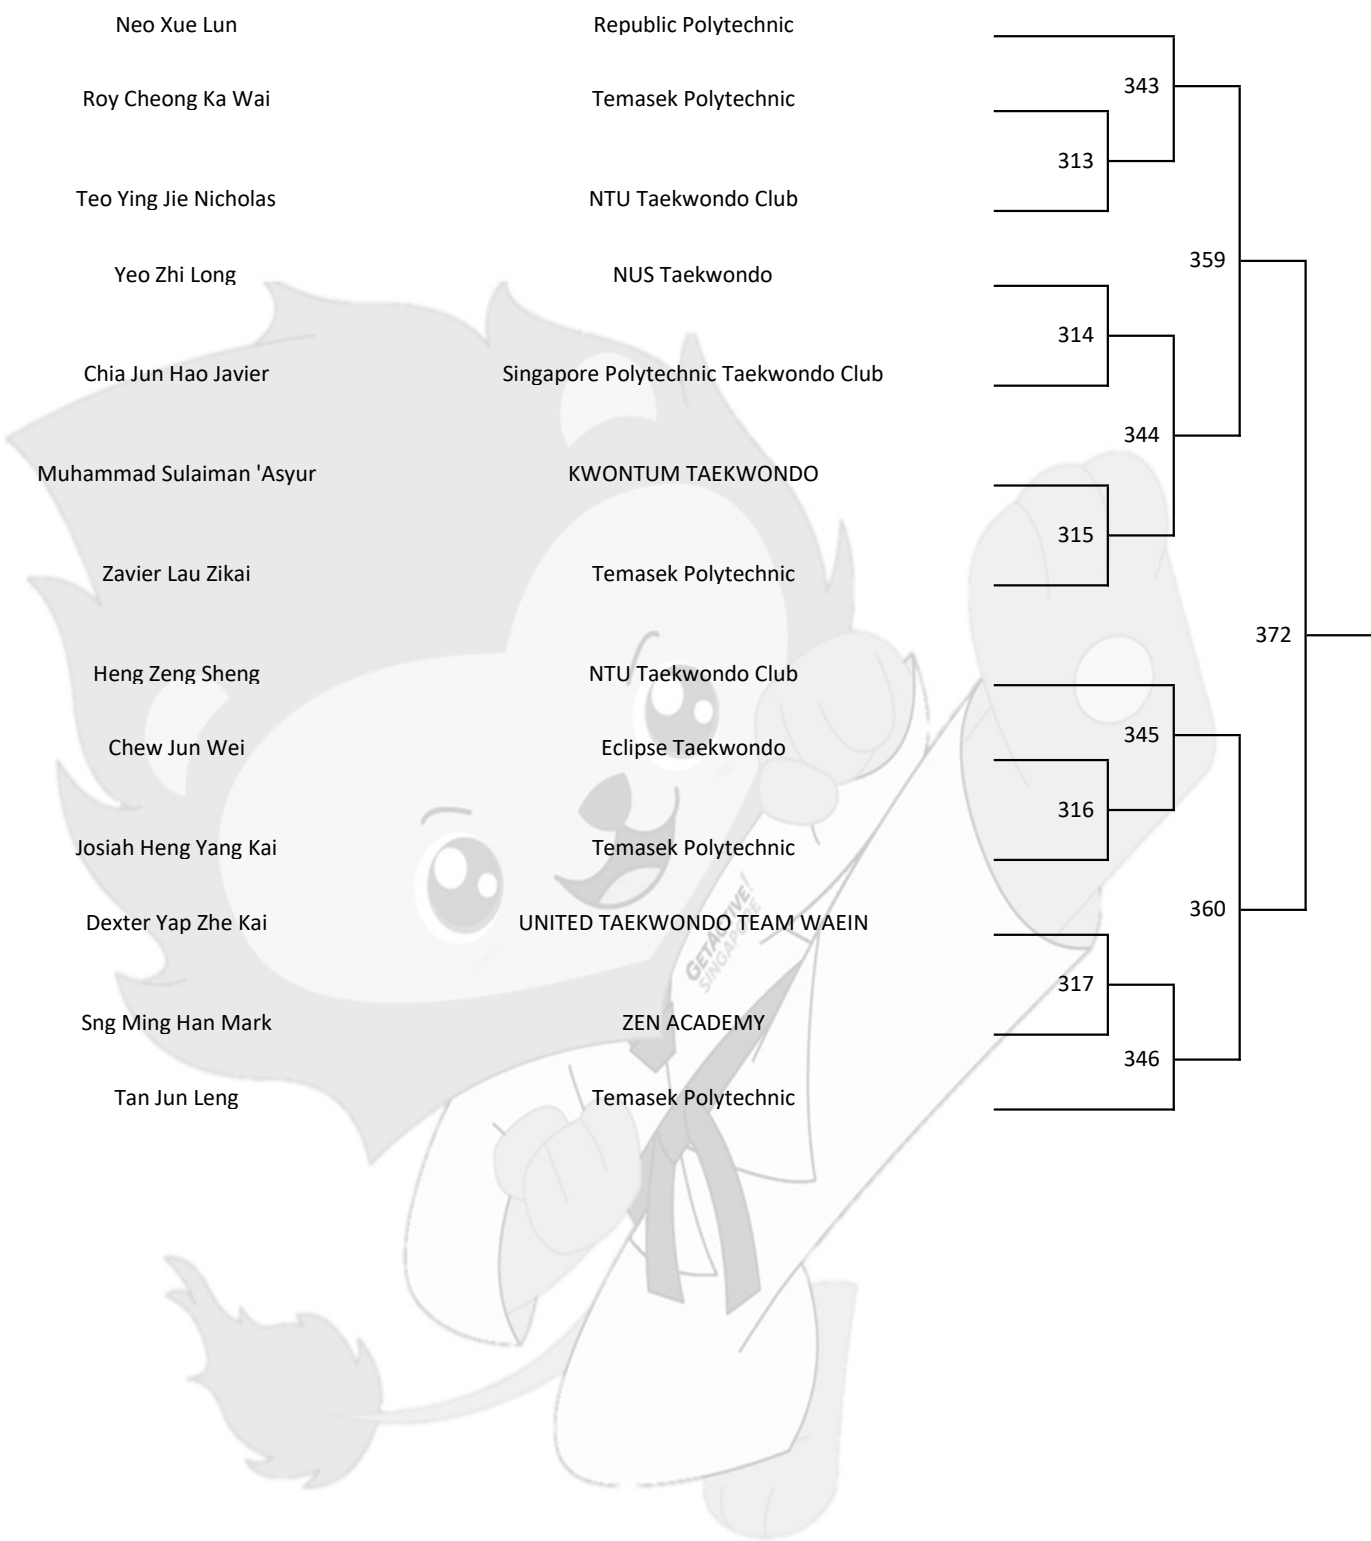 Neo Xue Lun Republic Polytechnic
343
Roy Cheong Ka Wai Temasek Polytechnic
313
Teo Ying Jie Nicholas NTU Taekwondo Club
359
Yeo Zhi Long NUS Taekwondo
314
Chia Jun Hao Javier Singapore Polytechnic Taekwondo Club
344
Muhammad Sulaiman 'Asyur KWONTUM TAEKWONDO
315
Zavier Lau Zikai Temasek Polytechnic
372
Heng Zeng Sheng NTU Taekwondo Club
345
Chew Jun Wei Eclipse Taekwondo
316
Josiah Heng Yang Kai Temasek Polytechnic
360
Dexter Yap Zhe Kai UNITED TAEKWONDO TEAM WAEIN
GETACTIVE!
SINGAPORE
317
Sng Ming Han Mark ZEN ACADEMY
346
Tan Jun Leng Temasek Polytechnic